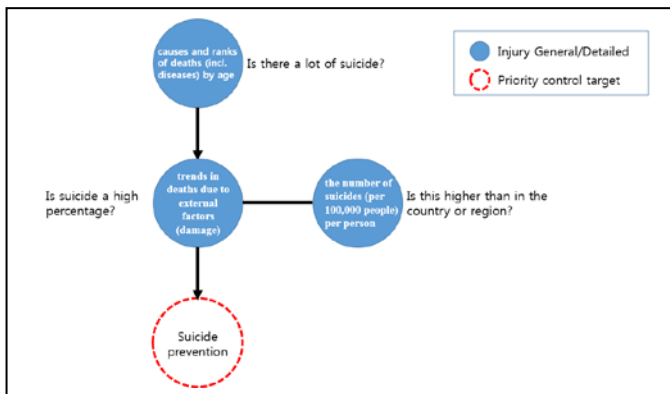 causes and ranks
of deaths (incl.
diseases) by age
Is there a lot of suicide?
Injury General/Detailed
Priority control target
Is suicide a high
percentage?
trends in
deaths due to
external
factors
(damage)
the number of
suicides (per
100,000 people)
per person
Is this higher than in the
country or region?
Suicide
prevention